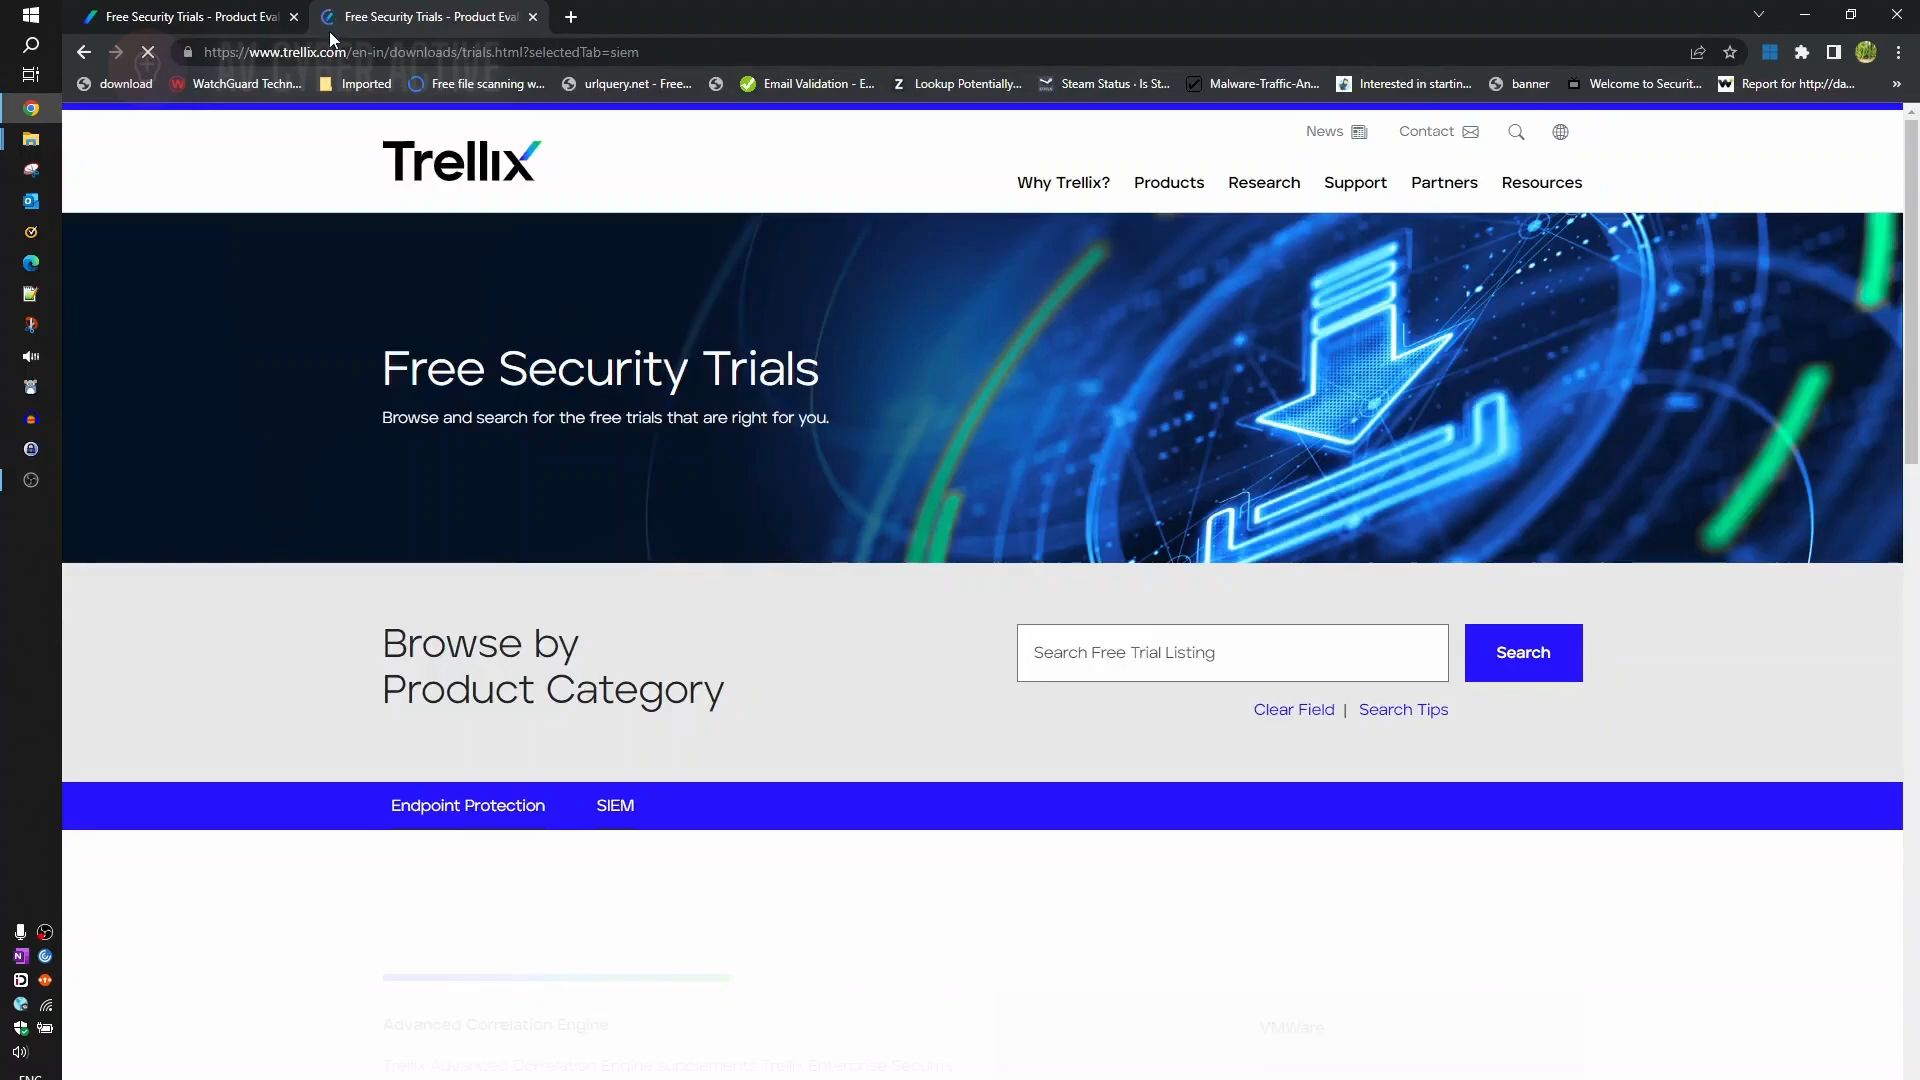 Free Security Trials - Product Eval
Free Security Trials - Product Eval
https://www.trellix.com/en-in/downloads/trials.html?selectedTab=siem
download
WatchGuard Techn...
Imported
Free file scanning w...
urlquery.net - Free...
Email Validation - E...
Lookup Potentially...
Steam Status · Is St...
Malware-Traffic-An...
Interested in startin...
banner
Welcome to Securit...
Report for http://da...
»
News
Contact
Trellix
Why Trellix?
Products
Research
Support
Partners
Resources
Free Security Trials
Browse and search for the free trials that are right for you.
Browse by
Product Category
Search Free Trial Listing
Search
Clear Field | Search Tips
Endpoint Protection
SIEM
Advanced Correlation Engine
VMWare
Trellix Advanced Correlation Engine supplements Trellix Enterprise Security
ENG